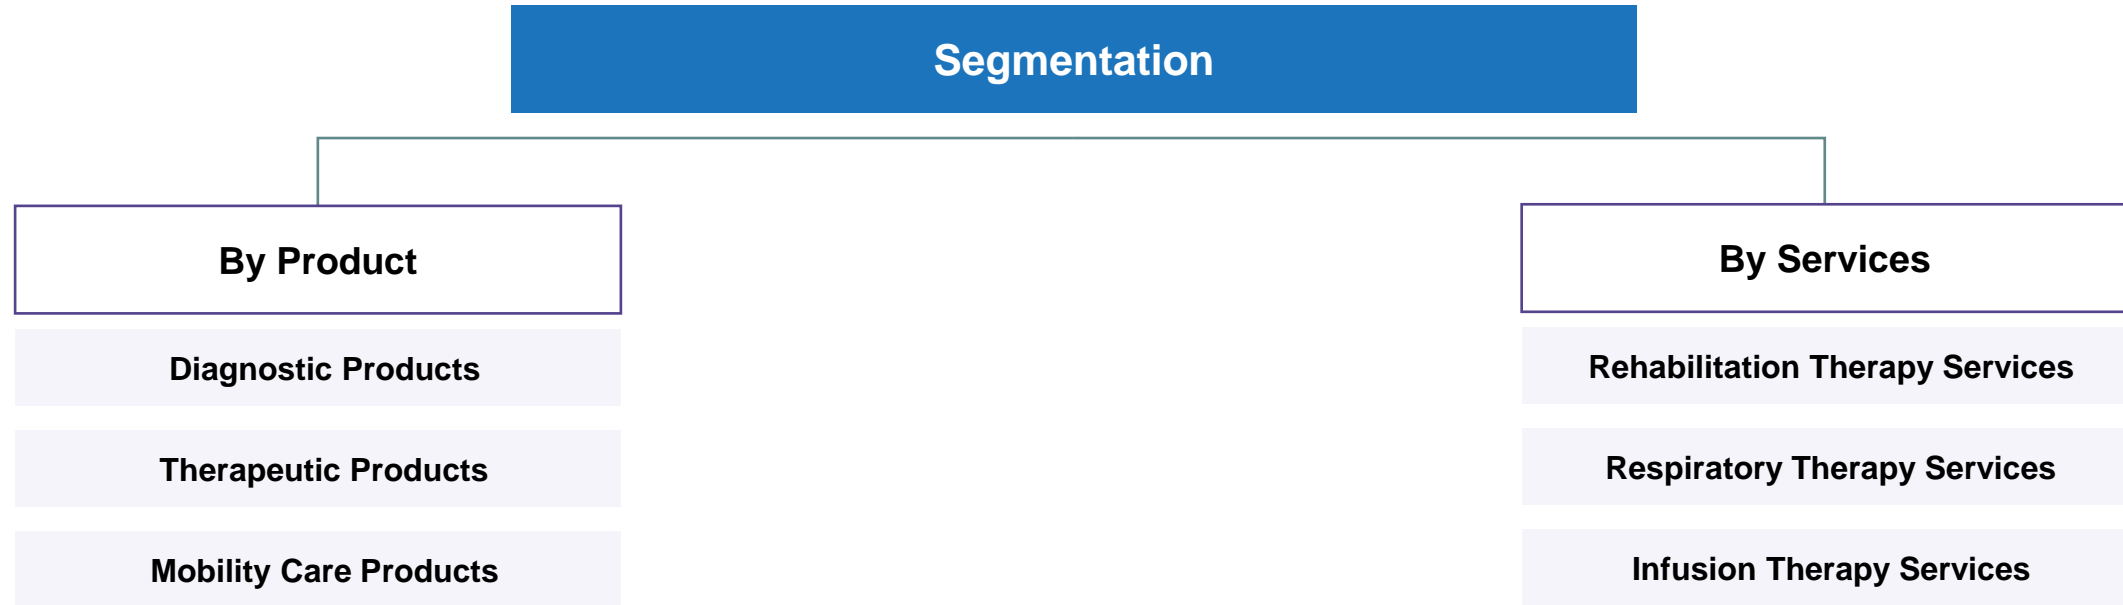 Segmentation
By Product
Diagnostic Products
Therapeutic Products
Mobility Care Products
By Services
Rehabilitation Therapy Services
Respiratory Therapy Services
Infusion Therapy Services